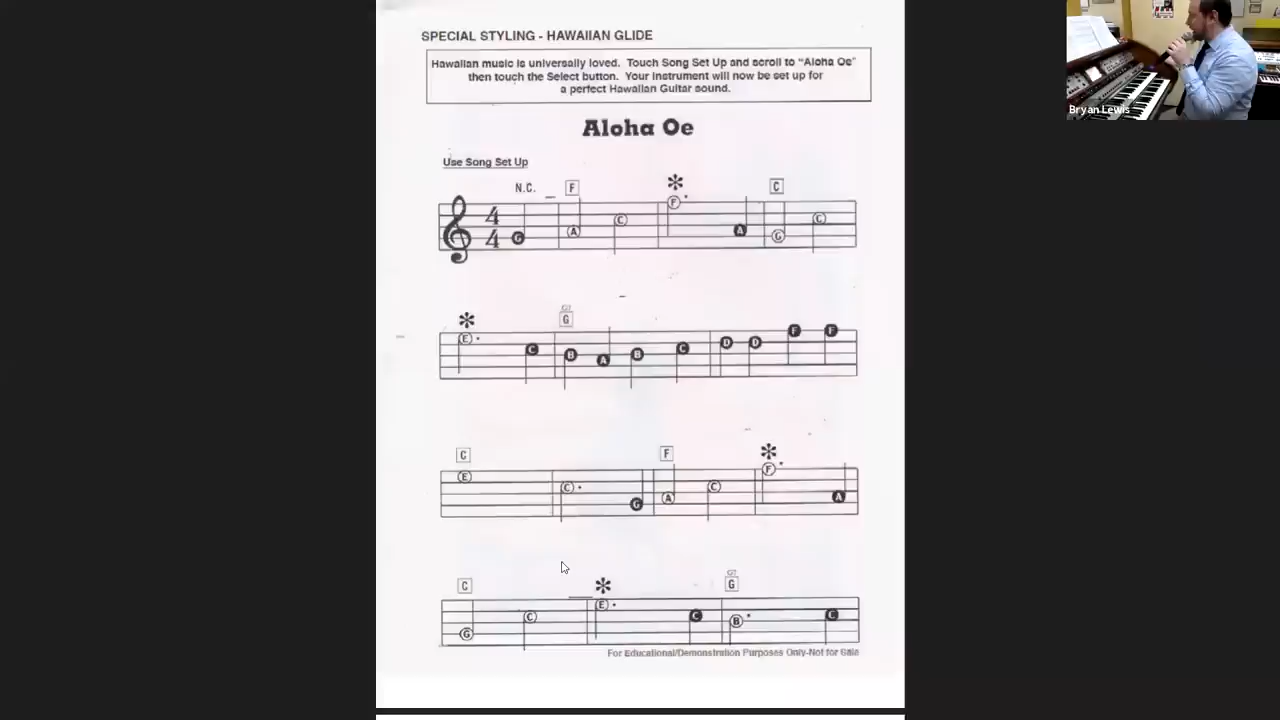 SPECIAL STYLING - HAWAIIAN GLIDE
Hawaiian music is universally loved. Touch Song Set Up and scroll to "Aloha Oe"
then touch the Select button. Your instrument will now be set up for
a perfect Hawaiian Guitar sound.
Aloha Oe
Use Song Set Up
N.C. F * C
4 4
G A C F A G C
* G7 G
E C B A B C D D F F
C F *
E C G A C F A
C * G7 G
G C E C B C
For Educational/Demonstration Purposes Only-Not for Sale
Bryan Lewis